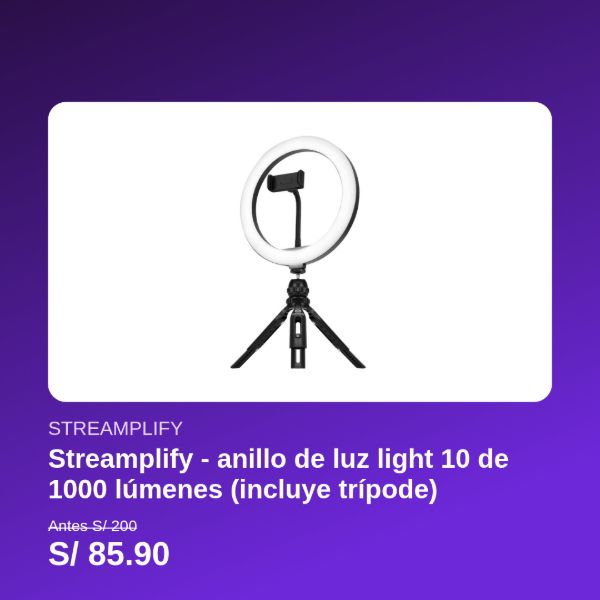 STREAMPLIFY
Streamplify - anillo de luz light 10 de
1000 lúmenes (incluye trípode)
Antes S/ 200
S/ 85.90